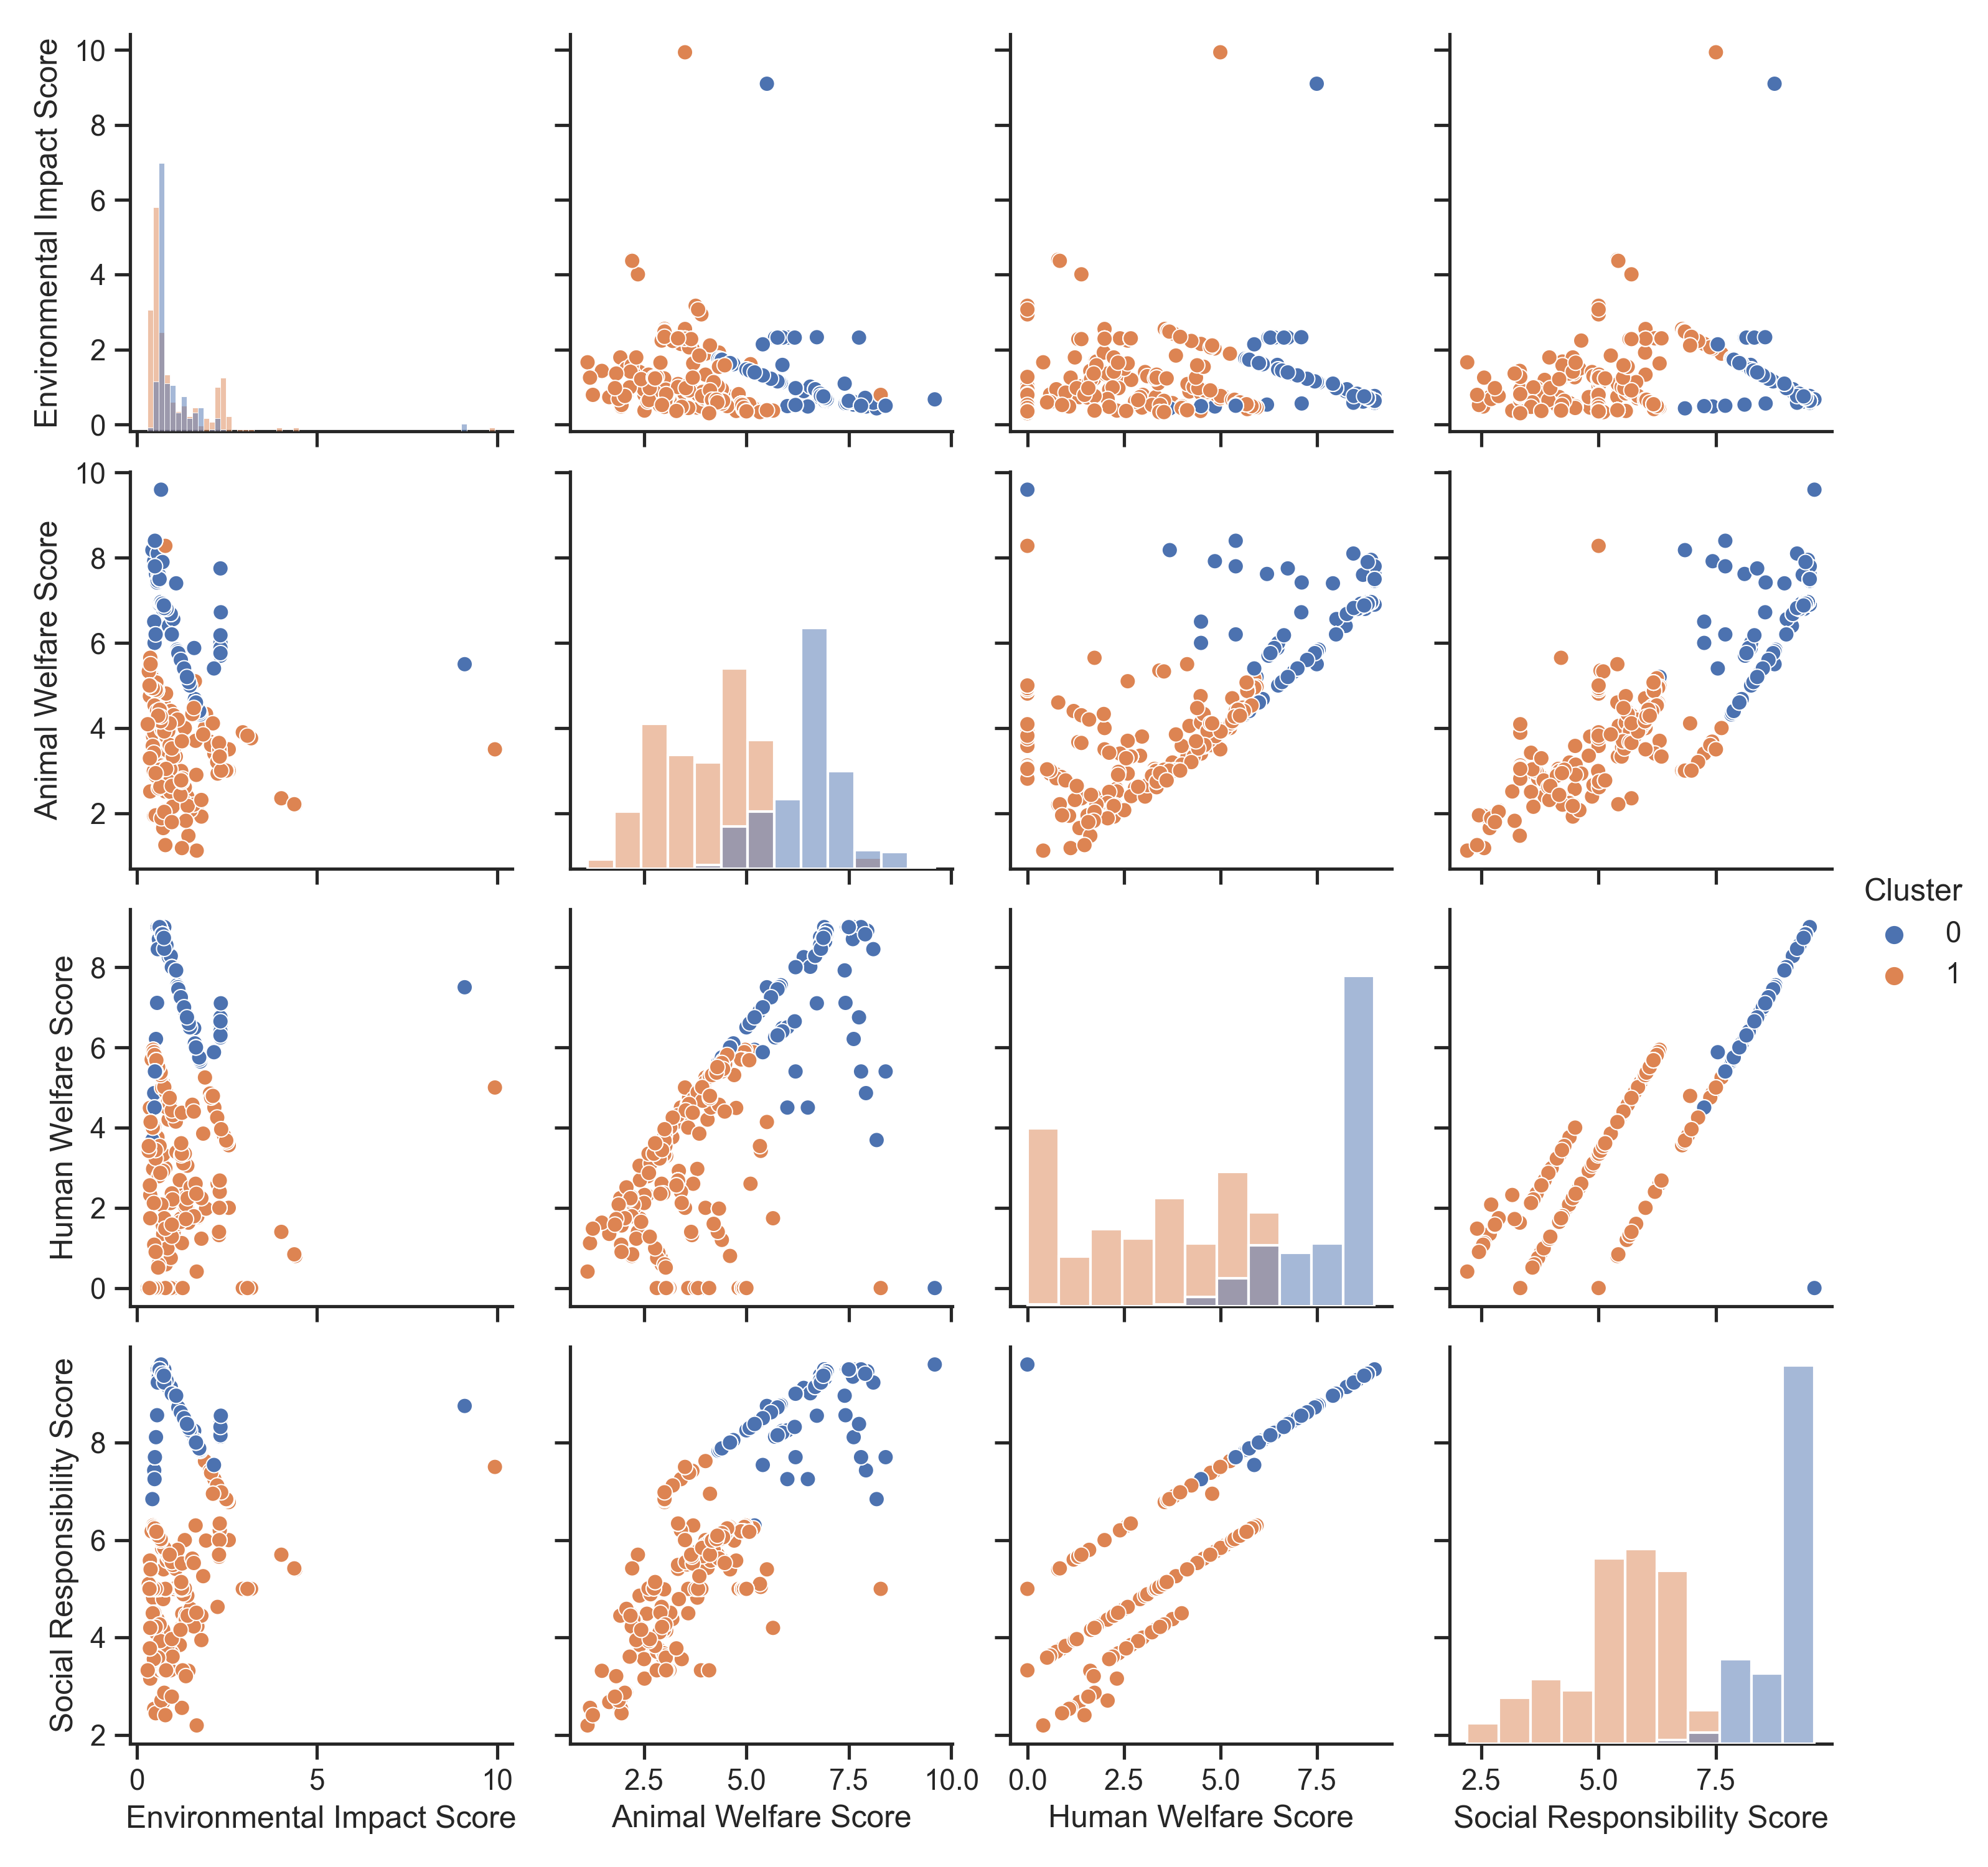 Environmental Impact Score
10
8
6
4
2
0
Animal Welfare Score
10
8
6
4
2
Cluster
0
1
Human Welfare Score
8
6
4
2
0
Social Responsibility Score
8
6
4
2
0 5 10
2.5 5.0 7.5 10.0
0.0 2.5 5.0 7.5
2.5 5.0 7.5
Environmental Impact Score
Animal Welfare Score
Human Welfare Score
Social Responsibility Score